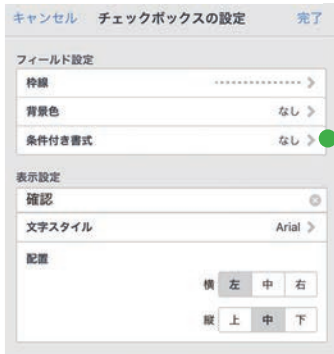 キャンセル チェックボックスの設定 完了
フィールド設定
枠線
背景色 なし
条件付き書式 なし
表示設定
確認
文字スタイル Arial
配置
横 左 中 右
縦 上 中 下